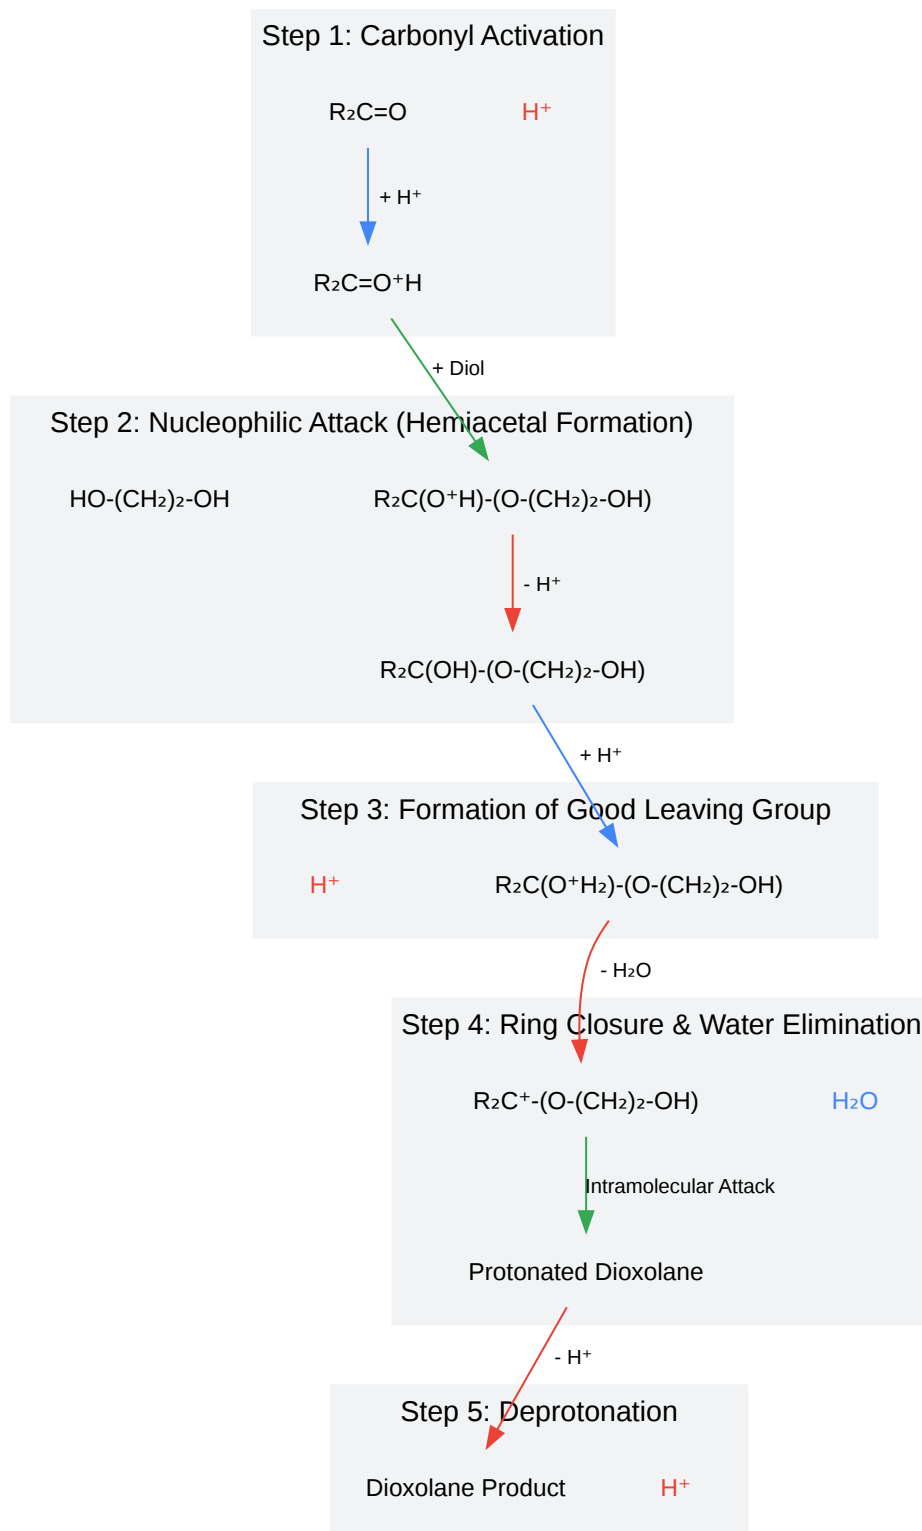 Step 1: Carbonyl Activation
R₂C=O
H⁺
+ H⁺
R₂C=O⁺H
+ Diol
Step 2: Nucleophilic Attack (Hemiacetal Formation)
HO-(CH₂)₂-OH
R₂C(O⁺H)-(O-(CH₂)₂-OH)
- H⁺
R₂C(OH)-(O-(CH₂)₂-OH)
+ H⁺
Step 3: Formation of Good Leaving Group
H⁺
R₂C(O⁺H₂)-(O-(CH₂)₂-OH)
- H₂O
Step 4: Ring Closure & Water Elimination
R₂C⁺-(O-(CH₂)₂-OH)
H₂O
Intramolecular Attack
Protonated Dioxolane
- H⁺
Step 5: Deprotonation
Dioxolane Product
H⁺